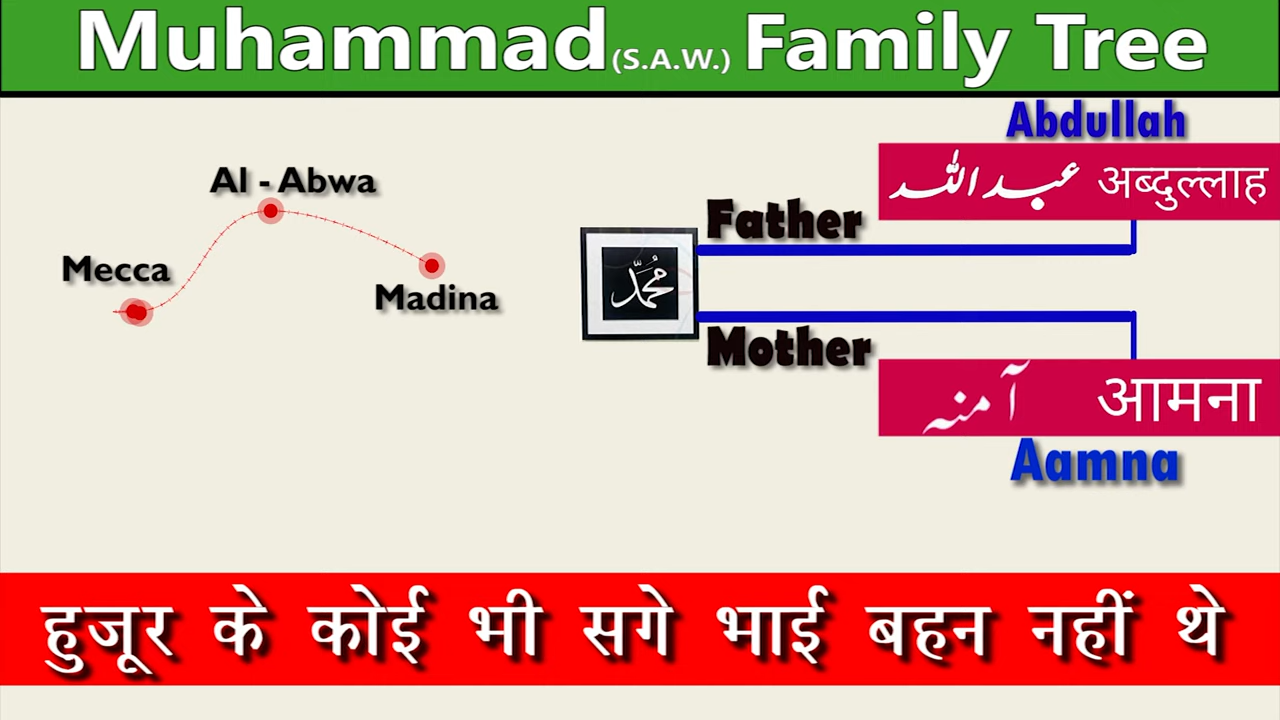 Muhammad (S.A.W.) Family Tree
Abdullah
عبداللہ अब्दुल्लाह
Al - Abwa
Father
Mecca
محمد
Madina
Mother
آمنہ आमना
Aamna
हुजूर के कोई भी सगे भाई बहन नहीं थे